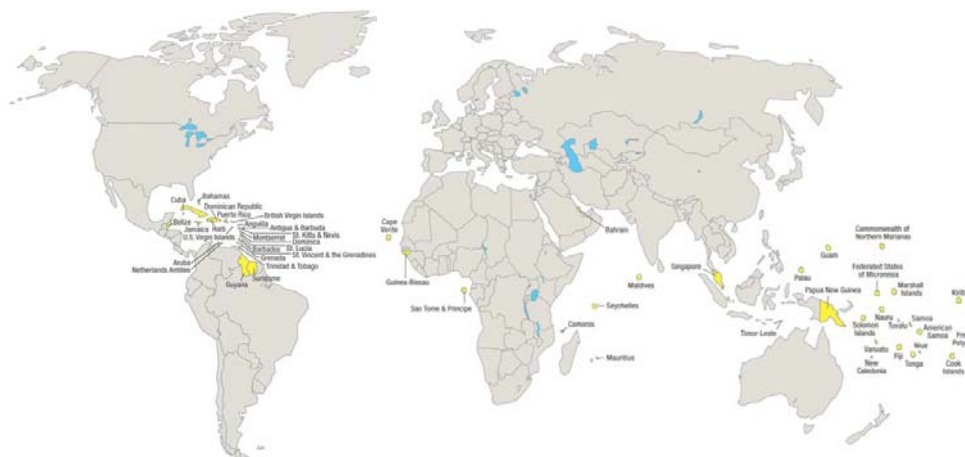 Cuba
Bahamas
Dominican Republic
Puerto Rico
British Virgin Islands
Belize
Jamaica
Haiti
Anguilla
Antigua & Barbuda
U.S. Virgin Islands
Montserrat
St. Kitts & Nevis
Dominica
Barbados
St. Lucia
St. Vincent & the Grenadines
Aruba
Grenada
Netherlands Antilles
Trinidad & Tobago
Guyana
Suriname
Cape
Verde
Guinea-Bissau
Sao Tome & Principe
Bahrain
Maldives
Seychelles
Comoros
Mauritius
Singapore
Papua New Guinea
Timor-Leste
Commonwealth of
Northern Marianas
Guam
Palau
Federated States of
Micronesia
Marshall
Islands
Kirib
Nauru
Solomon
Islands
Tuvalu
Samoa
American
Samoa
Fre
Poly
Vanuatu
Fiji
Niue
Tonga
Cook
Islands
New
Caledonia